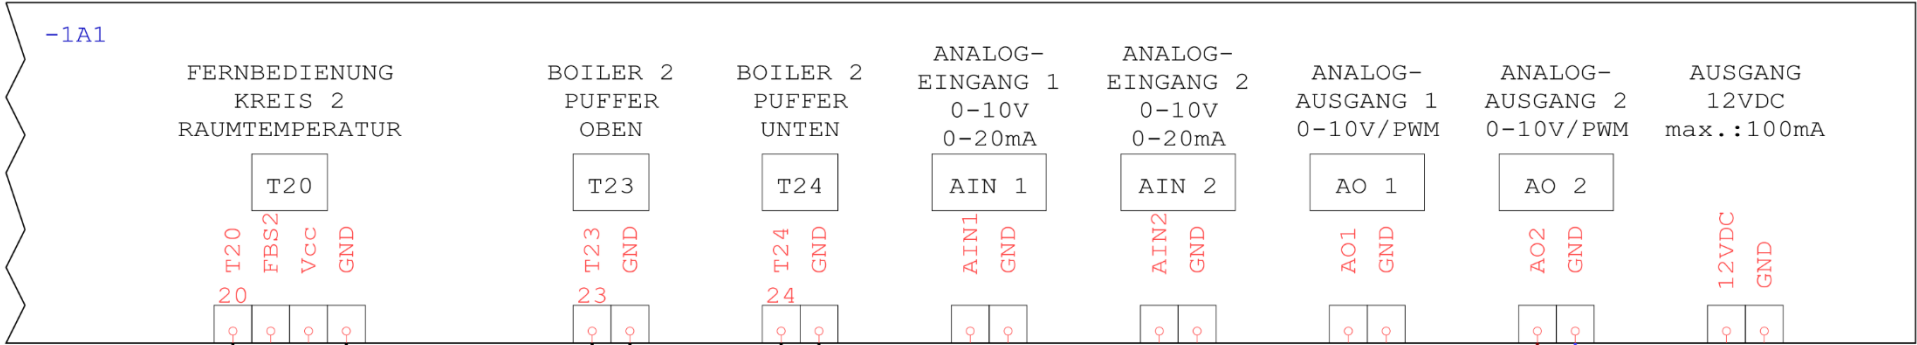 -1A1
FERNBEDIENUNG
KREIS 2
RAUMTEMPERATUR
T20
T20
FBS2
Vcc
GND
20
BOILER 2
PUFFER
OBEN
T23
T23
GND
23
BOILER 2
PUFFER
UNTEN
T24
T24
GND
24
ANALOG-
EINGANG 1
0-10V
0-20mA
AIN 1
AIN1
GND
ANALOG-
EINGANG 2
0-10V
0-20mA
AIN 2
AIN2
GND
ANALOG-
AUSGANG 1
0-10V/PWM
AO 1
AO1
GND
ANALOG-
AUSGANG 2
0-10V/PWM
AO 2
AO2
GND
AUSGANG
12VDC
max.:100mA
12VDC
GND